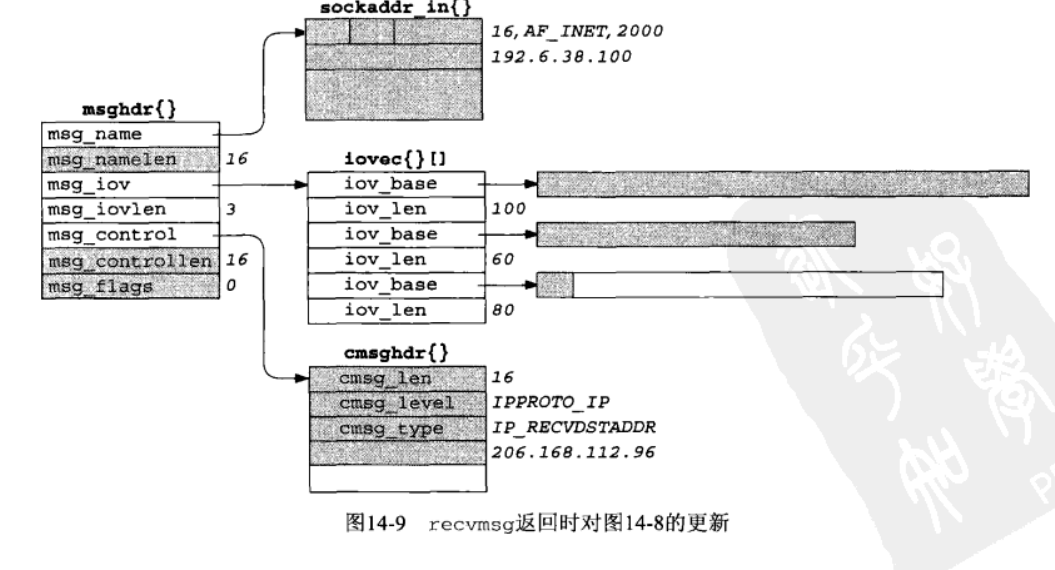 sockaddr_in{}
16, AF_INET, 2000
192.6.38.100
msghdr{}
msg_name
msg_namelen 16
msg_iov
msg_iovlen 3
msg_control
msg_controllen 16
msg_flags 0
iovec{}[]
iov_base
iov_len 100
iov_base
iov_len 60
iov_base
iov_len 80
cmsghdr{}
cmsg_len 16
cmsg_level IPPROTO_IP
cmsg_type IP_RECVDSTADDR
206.168.112.96
图14-9 recvmsg返回时对图14-8的更新